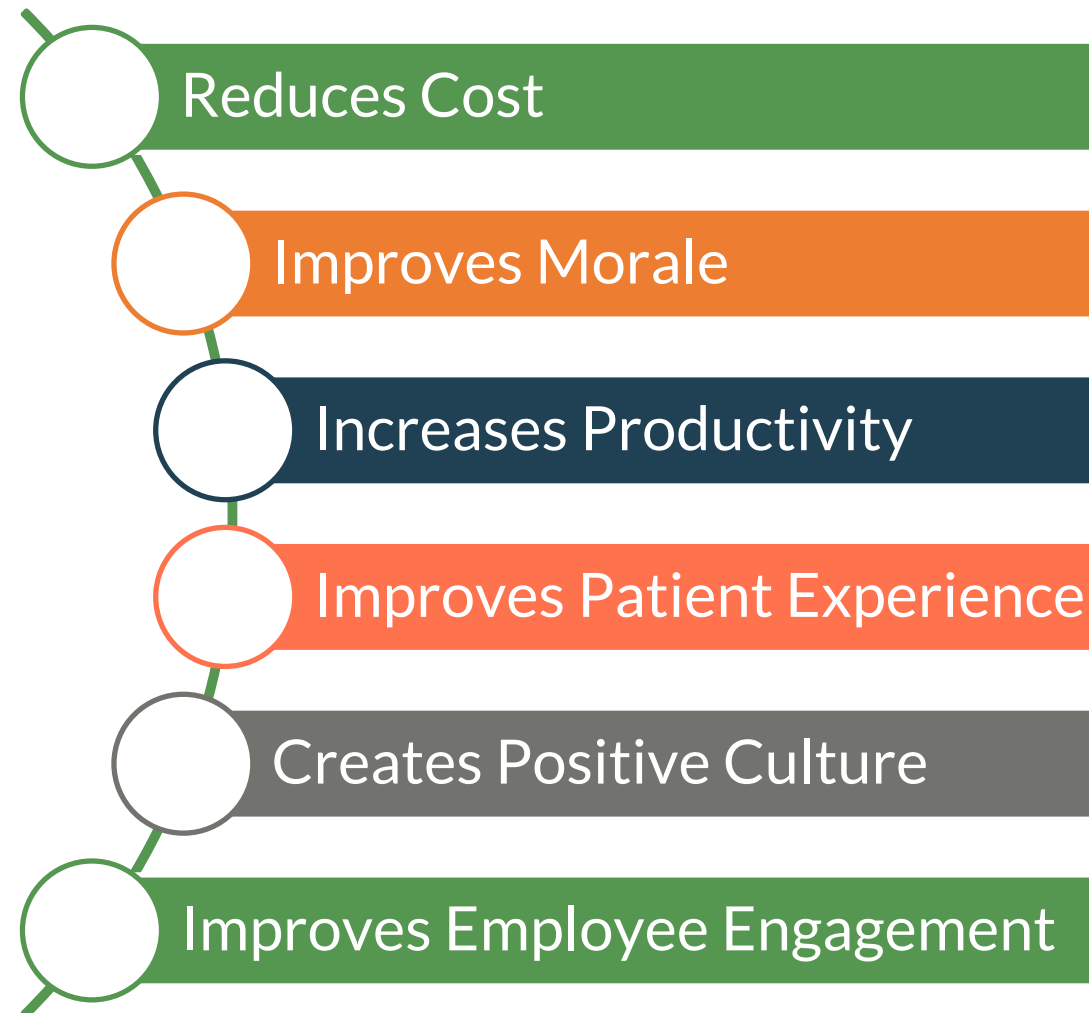 Reduces Cost
Improves Morale
Increases Productivity
Improves Patient Experience
Creates Positive Culture
Improves Employee Engagement